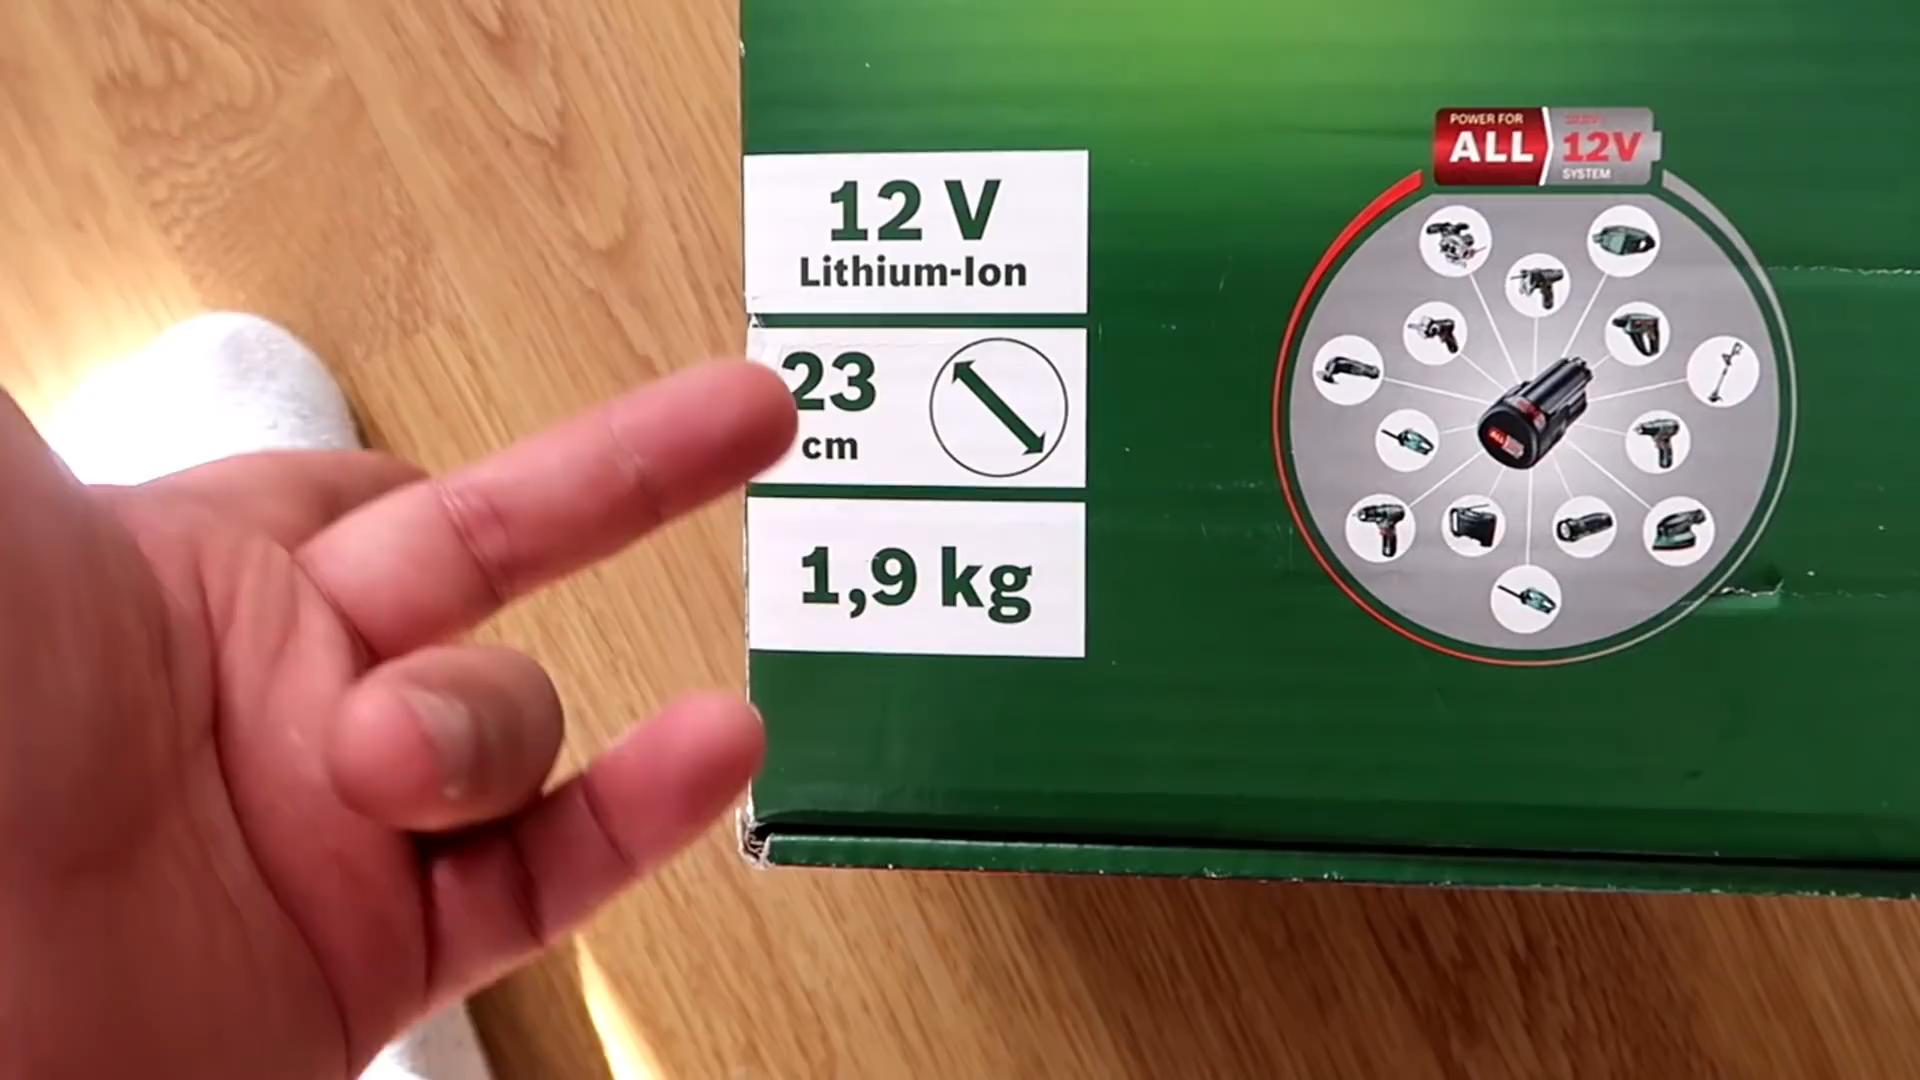 12 V
Lithium-Ion
23
cm
1,9 kg
POWER FOR
ALL
12V
SYSTEM